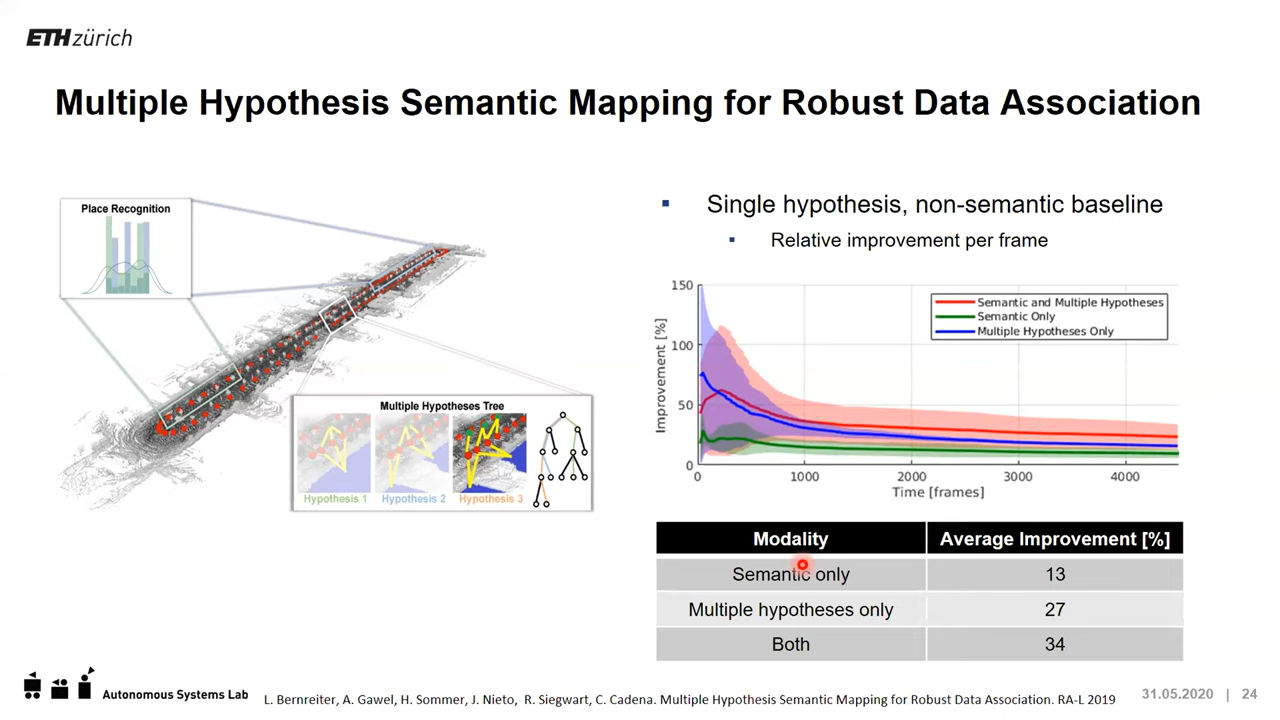 ETH zürich
Multiple Hypothesis Semantic Mapping for Robust Data Association
Place Recognition
Multiple Hypotheses Tree
Hypothesis 1
Hypothesis 2
Hypothesis 3
Single hypothesis, non-semantic baseline
Relative improvement per frame
150
100
50
0
Improvement [%]
Semantic and Multiple Hypotheses
Semantic Only
Multiple Hypotheses Only
0 1000 2000 3000 4000
Time [frames]
Modality Average Improvement [%]
Semantic only 13
Multiple hypotheses only 27
Both 34
Autonomous Systems Lab
L. Bernreiter, A. Gawel, H. Sommer, J. Nieto, R. Siegwart, C. Cadena. Multiple Hypothesis Semantic Mapping for Robust Data Association. RA-L 2019
31.05.2020 | 24